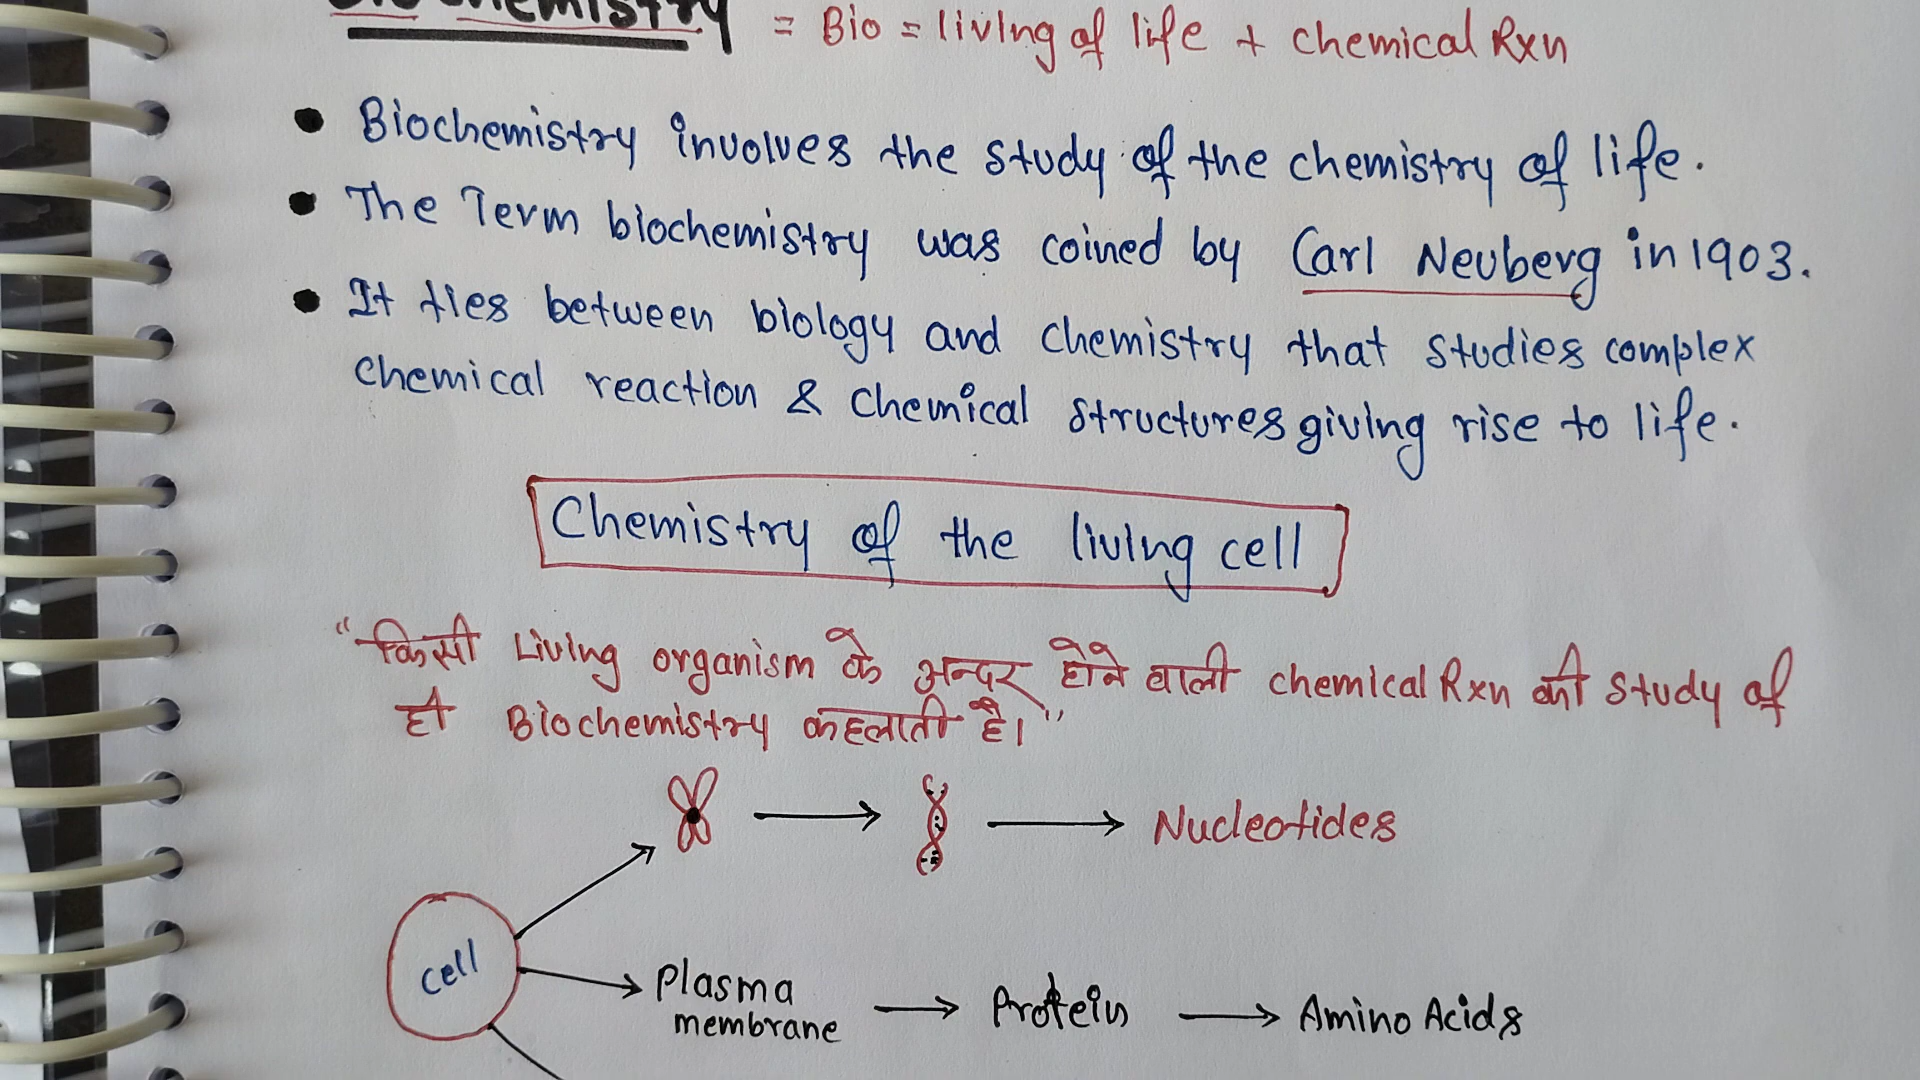 Biochemistry = Bio = living of life + chemical Rxn
• Biochemistry involves the study of the chemistry of life.
• The Term biochemistry was coined by Carl Neuberg in 1903.
• It ties between biology and chemistry that studies complex
chemical reaction & chemical structures giving rise to life.
Chemistry of the living cell
"किसी Living organism के अन्दर होने वाली chemical Rxn की study of
ही Biochemistry कहलाती है।"
Nucleotides
cell
Plasma
membrane → Protein → Amino Acids